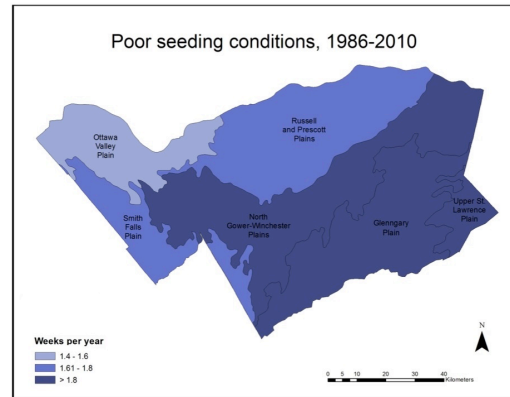 Poor seeding conditions, 1986-2010
Ottawa
Valley
Plain
Russell
and Prescott
Plains
Smith
Falls
Plain
North
Gower-Winchester
Plains
Glenngary
Plain
Upper St.
Lawrence
Plain
Weeks per year
1.4 - 1.6
1.61 - 1.8
> 1.8
N
0 5 10 20 30 40
Kilometers